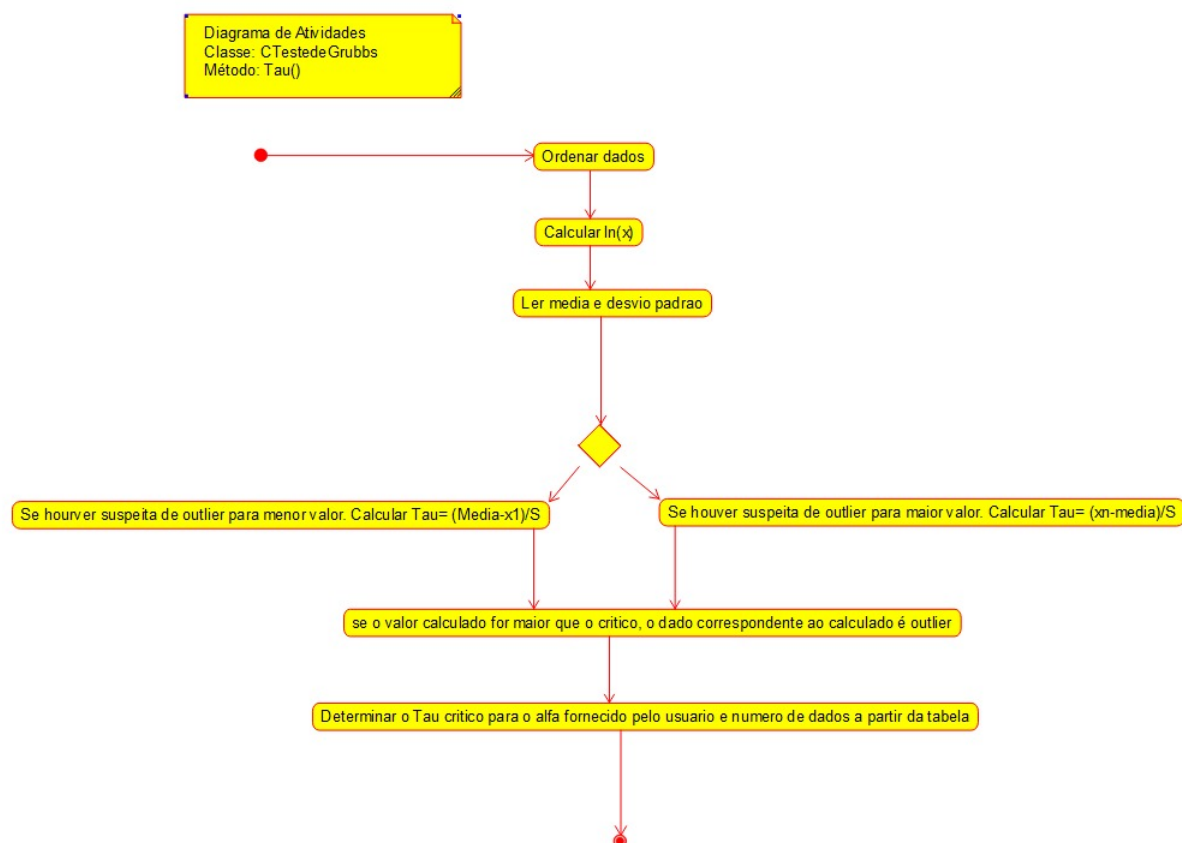 Diagrama de Atividades
Classe: CTestedeGrubbs
Método: Tau()
Ordenar dados
Calcular ln(x)
Ler media e desvio padrao
Se hourver suspeita de outlier para menor valor. Calcular Tau= (Media-x1)/S
Se houver suspeita de outlier para maior valor. Calcular Tau= (xn-media)/S
se o valor calculado for maior que o critico, o dado correspondente ao calculado é outlier
Determinar o Tau critico para o alfa fornecido pelo usuario e numero de dados a partir da tabela